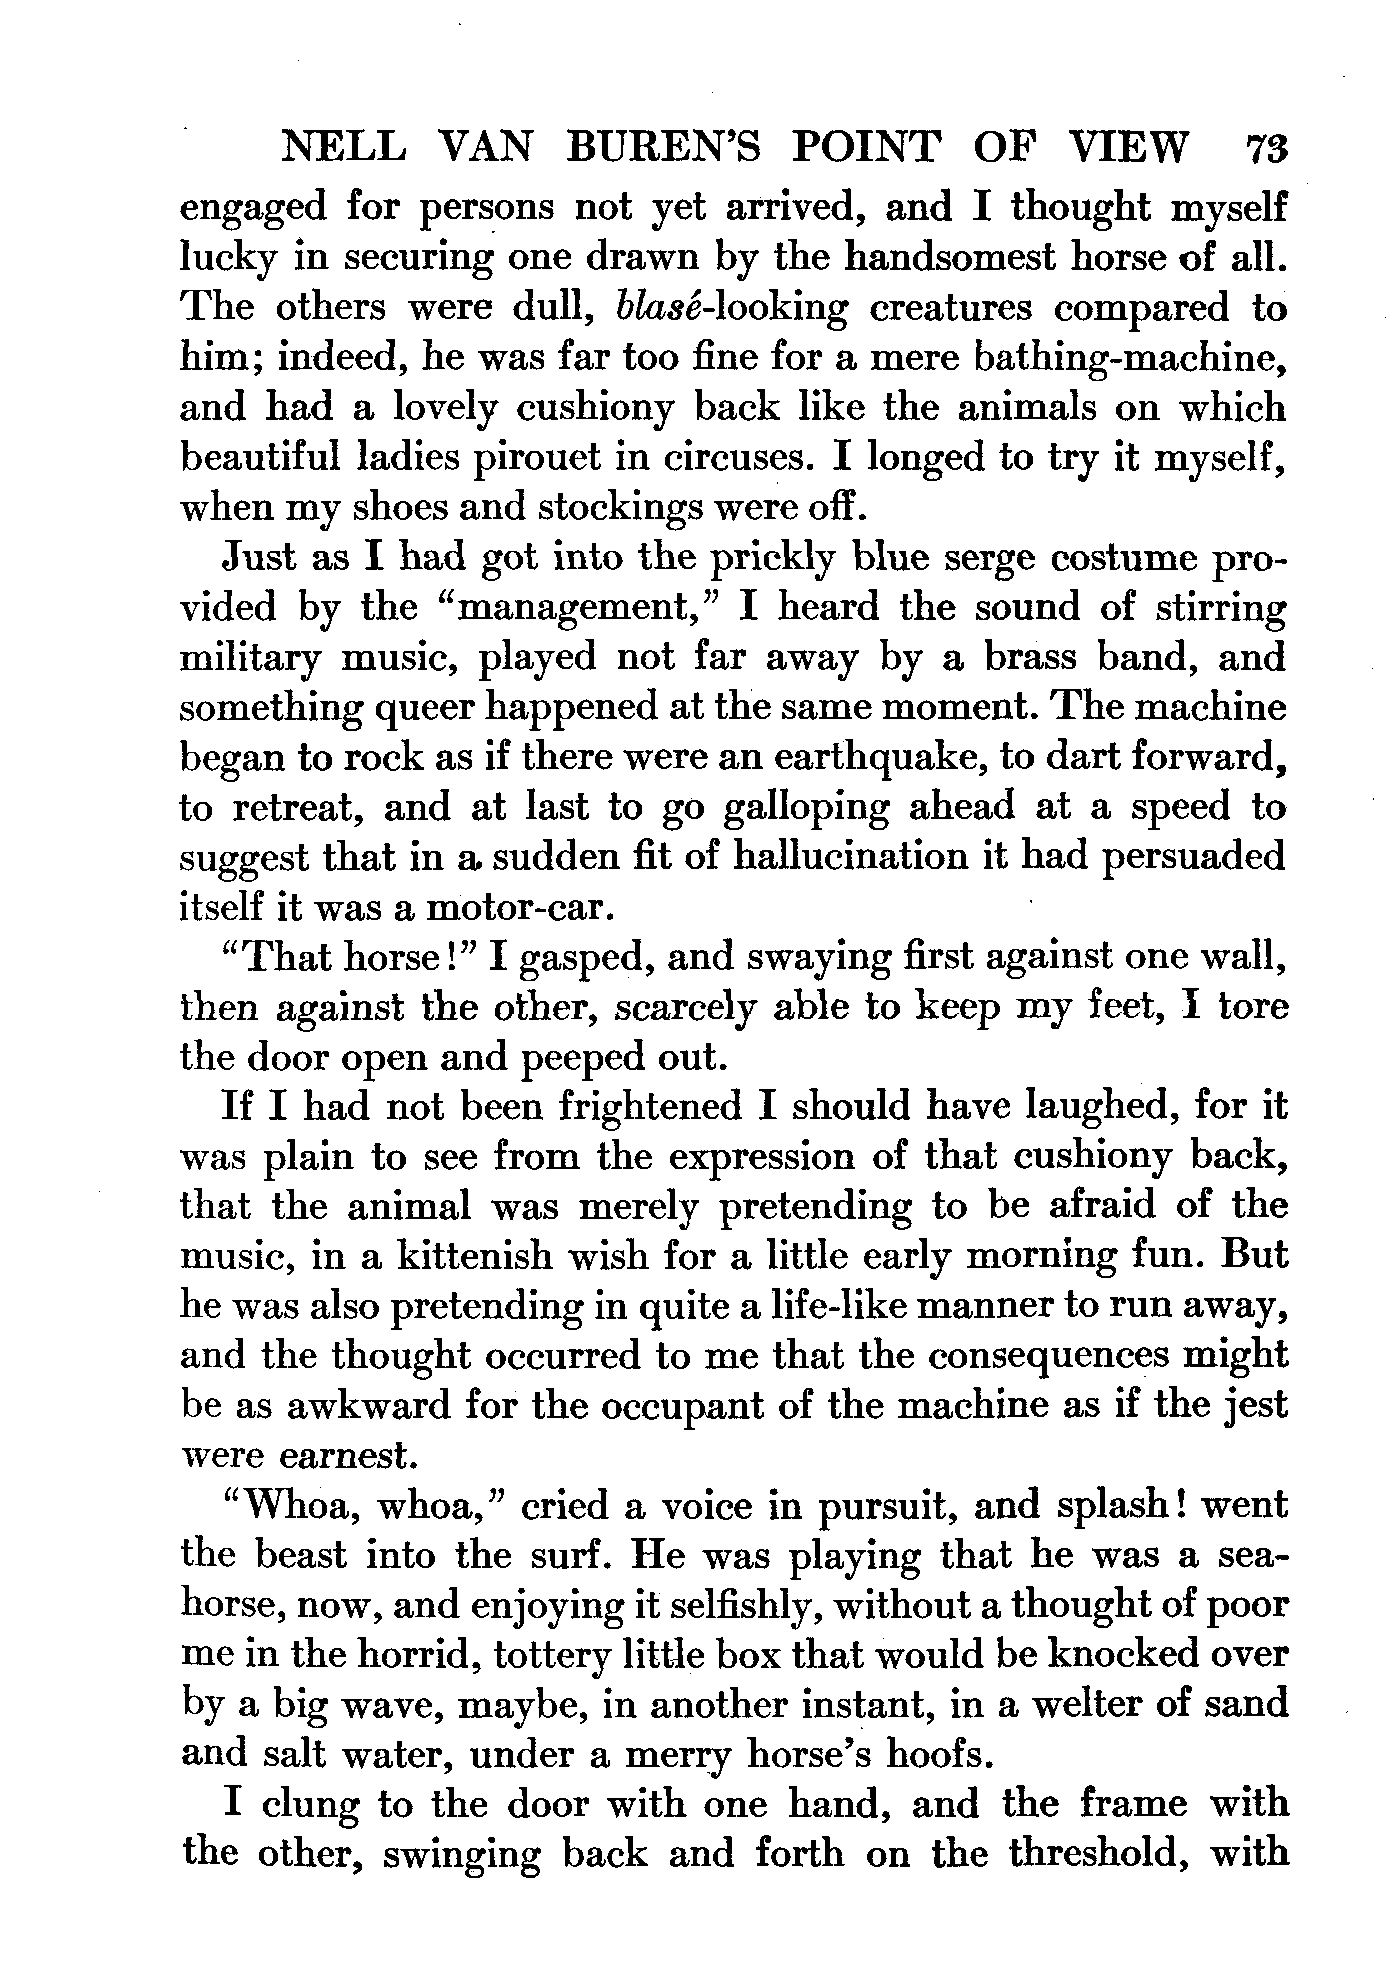 NELL VAN BUREN'S POINT OF VIEW 73
engaged for persons not yet arrived, and I thought myself
lucky in securing one drawn by the handsomest horse of all.
The others were dull, blasé-looking creatures compared to
him; indeed, he was far too fine for a mere bathing-machine,
and had a lovely cushiony back like the animals on which
beautiful ladies pirouet in circuses. I longed to try it myself,
when my shoes and stockings were off.
Just as I had got into the prickly blue serge costume pro-
vided by the “management,” I heard the sound of stirring
military music, played not far away by a brass band, and
something queer happened at the same moment. The machine
began to rock as if there were an earthquake, to dart forward,
to retreat, and at last to go galloping ahead at a speed to
suggest that in a sudden fit of hallucination it had persuaded
itself it was a motor-car.
“That horse!” I gasped, and swaying first against one wall,
then against the other, scarcely able to keep my feet, I tore
the door open and peeped out.
If I had not been frightened I should have laughed, for it
was plain to see from the expression of that cushiony back,
that the animal was merely pretending to be afraid of the
music, in a kittenish wish for a little early morning fun. But
he was also pretending in quite a life-like manner to run away,
and the thought occurred to me that the consequences might
be as awkward for the occupant of the machine as if the jest
were earnest.
“Whoa, whoa,” cried a voice in pursuit, and splash! went
the beast into the surf. He was playing that he was a sea-
horse, now, and enjoying it selfishly, without a thought of poor
me in the horrid, tottery little box that would be knocked over
by a big wave, maybe, in another instant, in a welter of sand
and salt water, under a merry horse's hoofs.
I clung to the door with one hand, and the frame with
the other, swinging back and forth on the threshold, with